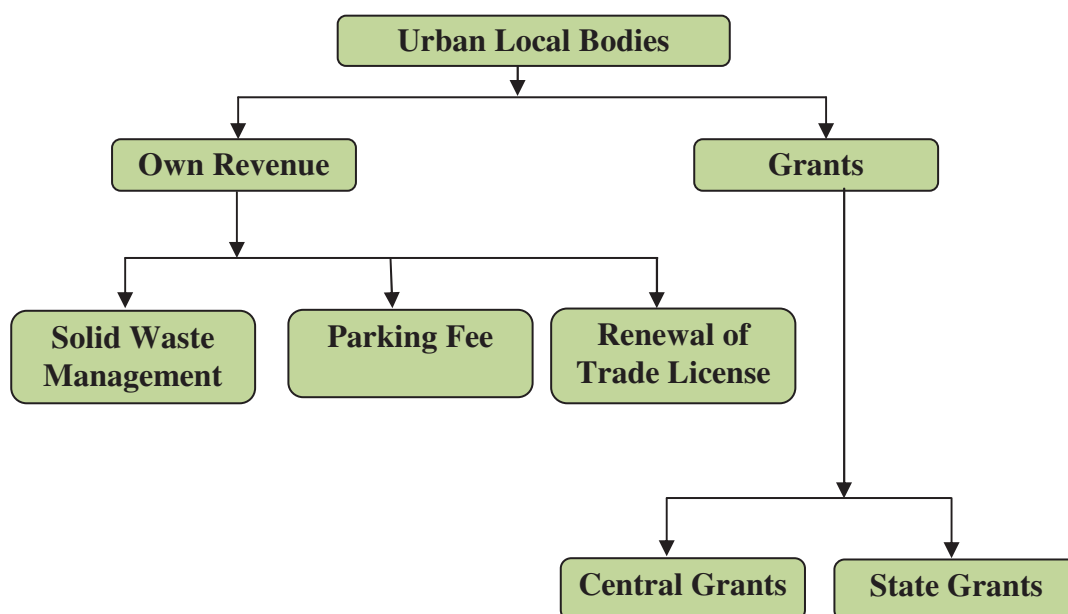 Urban Local Bodies
Own Revenue
Grants
Solid Waste
Management
Parking Fee
Renewal of
Trade License
Central Grants
State Grants